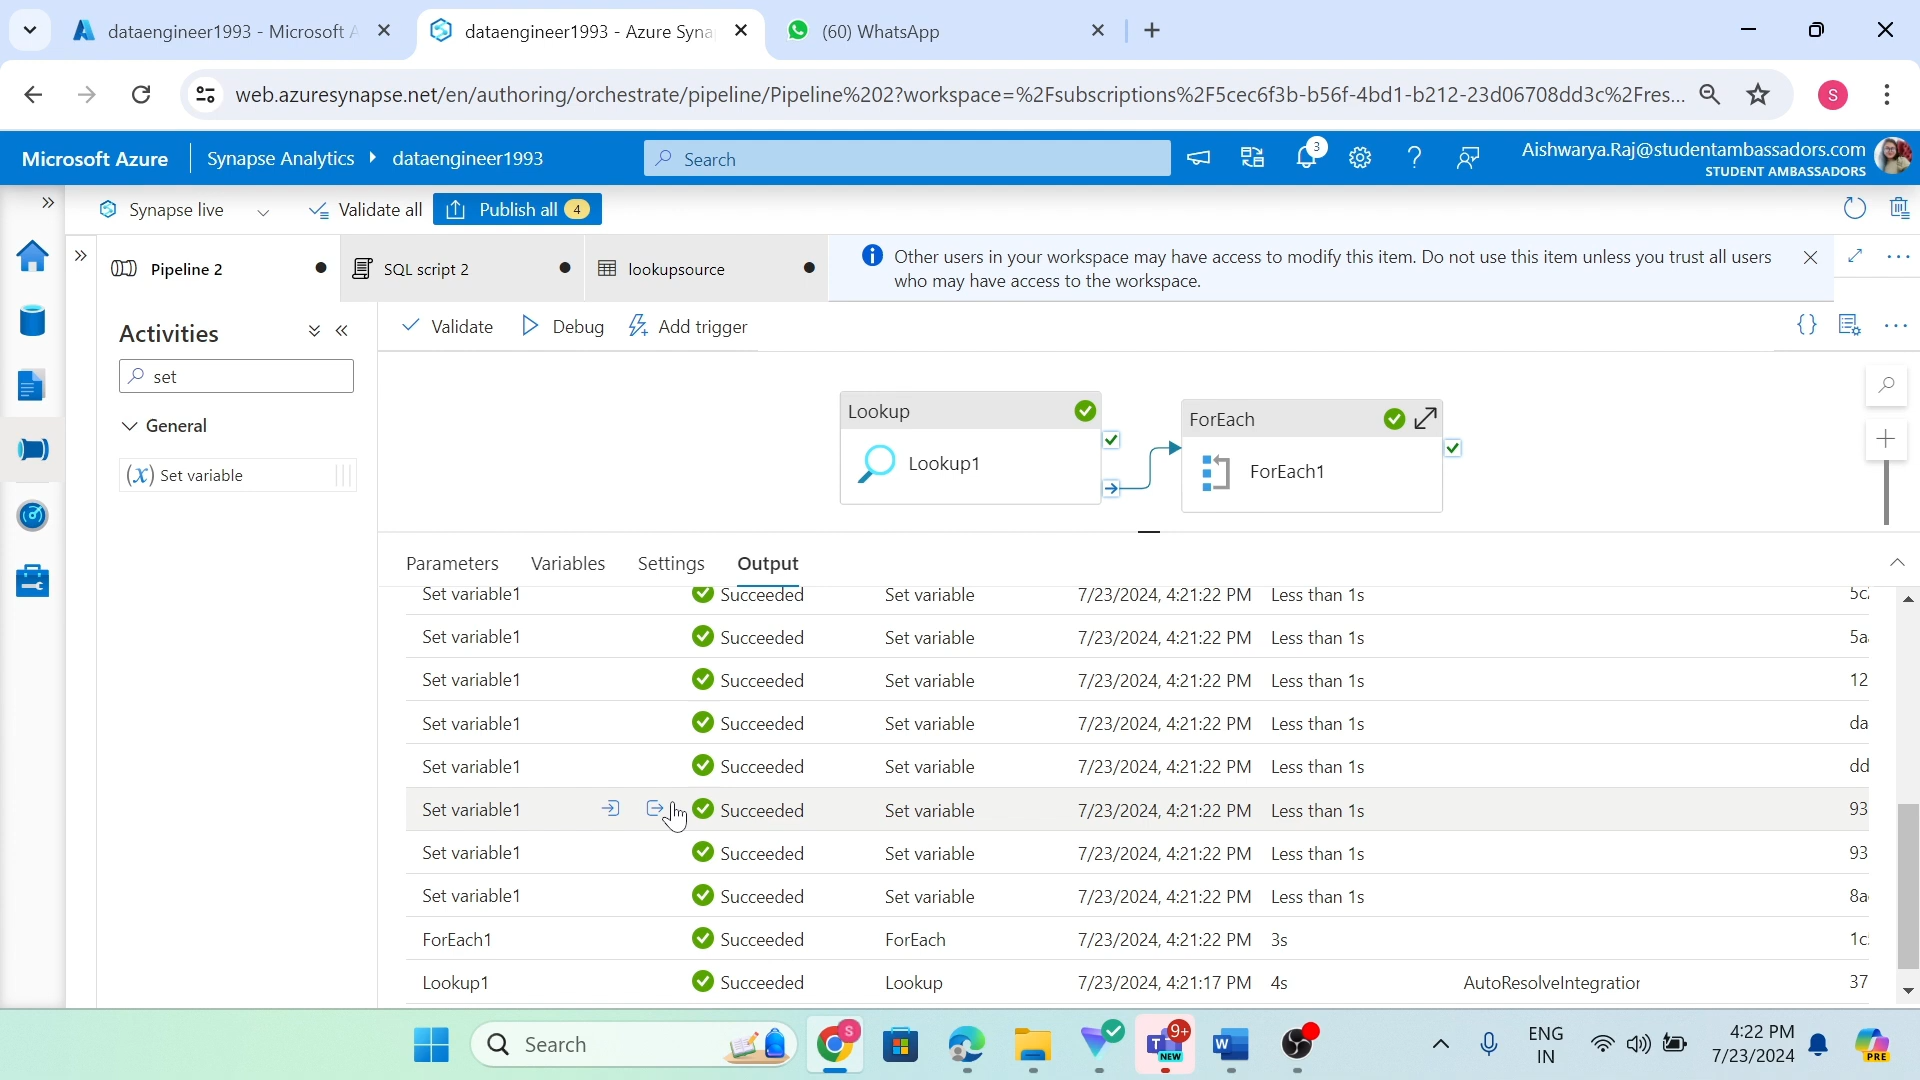 dataengineer1993 - Microsoft A
dataengineer1993 - Azure Syna
(60) WhatsApp
web.azuresynapse.net/en/authoring/orchestrate/pipeline/Pipeline%202?workspace=%2Fsubscriptions%2F5cec6f3b-b56f-4bd1-b212-23d06708dd3c%2Fres...
S
Microsoft Azure
Synapse Analytics
dataengineer1993
Search
3
Aishwarya.Raj@studentambassadors.com
STUDENT AMBASSADORS
Synapse live
Validate all
Publish all 4
Pipeline 2
SQL script 2
lookupsource
Other users in your workspace may have access to modify this item. Do not use this item unless you trust all users
who may have access to the workspace.
Activities
set
General
(x) Set variable
Validate
Debug
Add trigger
{}
Lookup
Lookup1
ForEach
ForEach1
Parameters Variables Settings Output
Set variable1 Succeeded Set variable 7/23/2024, 4:21:22 PM Less than 1s
Set variable1 Succeeded Set variable 7/23/2024, 4:21:22 PM Less than 1s 5a
Set variable1 Succeeded Set variable 7/23/2024, 4:21:22 PM Less than 1s 12
Set variable1 Succeeded Set variable 7/23/2024, 4:21:22 PM Less than 1s da
Set variable1 Succeeded Set variable 7/23/2024, 4:21:22 PM Less than 1s dd
Set variable1 Succeeded Set variable 7/23/2024, 4:21:22 PM Less than 1s 93
Set variable1 Succeeded Set variable 7/23/2024, 4:21:22 PM Less than 1s 93
Set variable1 Succeeded Set variable 7/23/2024, 4:21:22 PM Less than 1s 8a
ForEach1 Succeeded ForEach 7/23/2024, 4:21:22 PM 3s
Lookup1 Succeeded Lookup 7/23/2024, 4:21:17 PM 4s AutoResolveIntegration 37
Search
S
9+
NEW
ENG
IN
4:22 PM
7/23/2024
PRE